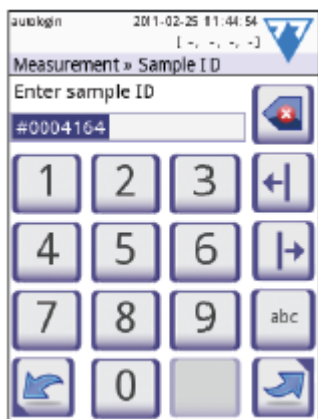 autologin 2011-02-25 11:44:54
[ -, -, -, -]
Measurement » Sample ID
Enter sample ID
#0004164
1 2 3
4 5 6
7 8 9 abc
0